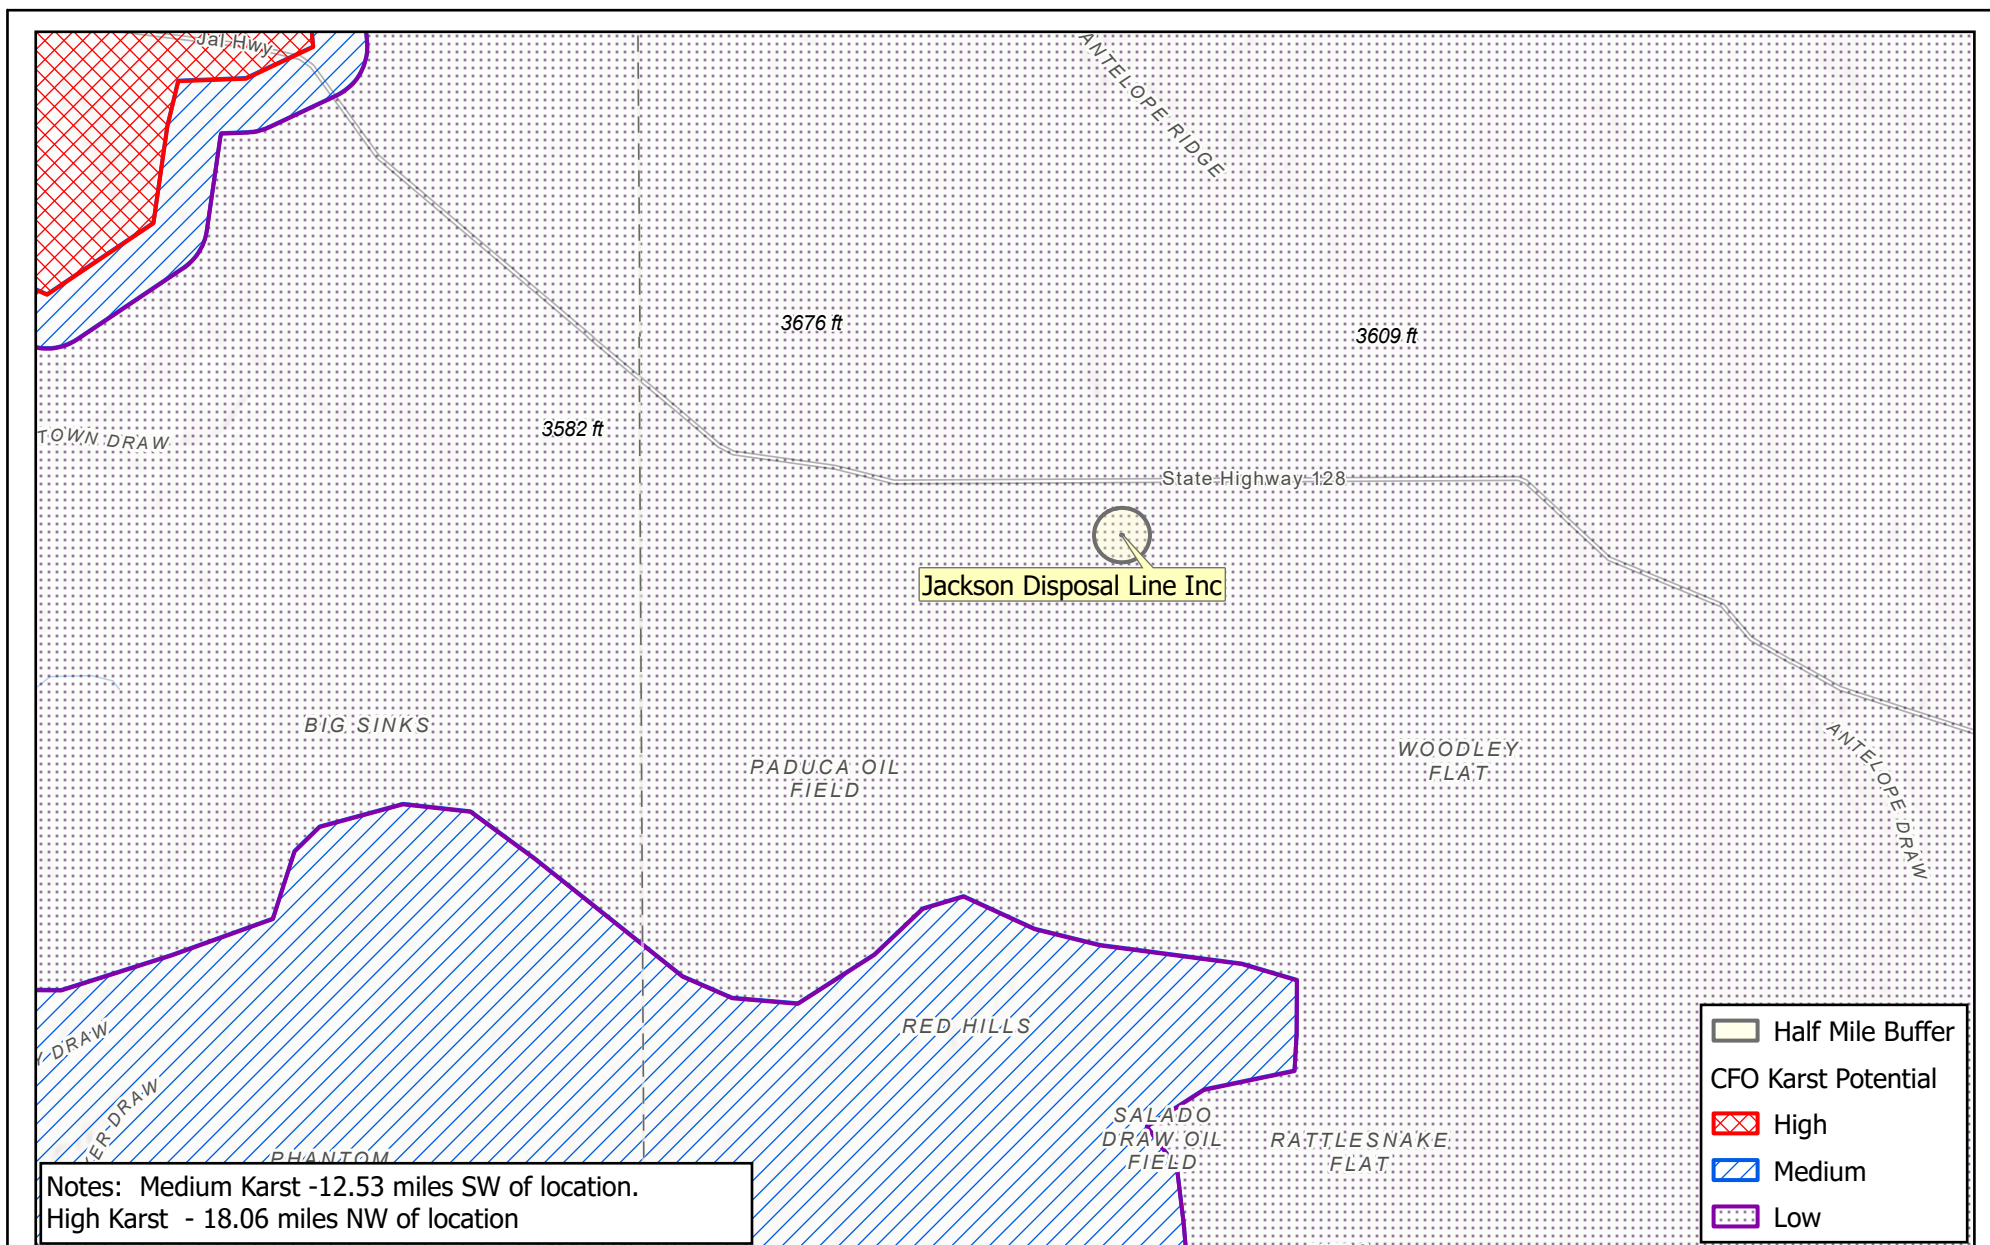 Jal Hwy
ANTELOPE RIDGE
3676 ft
3609 ft
3582 ft
TOWN DRAW
State Highway 128
Jackson Disposal Line Inc
BIG SINKS
PADUCA OIL
FIELD
WOODLEY
FLAT
ANTELOPE DRAW
RED HILLS
Y DRAW
VER DRAW
SALADO
DRAW OIL
FIELD
RATTLESNAKE
FLAT
PHANTOM
Notes: Medium Karst -12.53 miles SW of location.
High Karst - 18.06 miles NW of location
Half Mile Buffer
CFO Karst Potential
High
Medium
Low